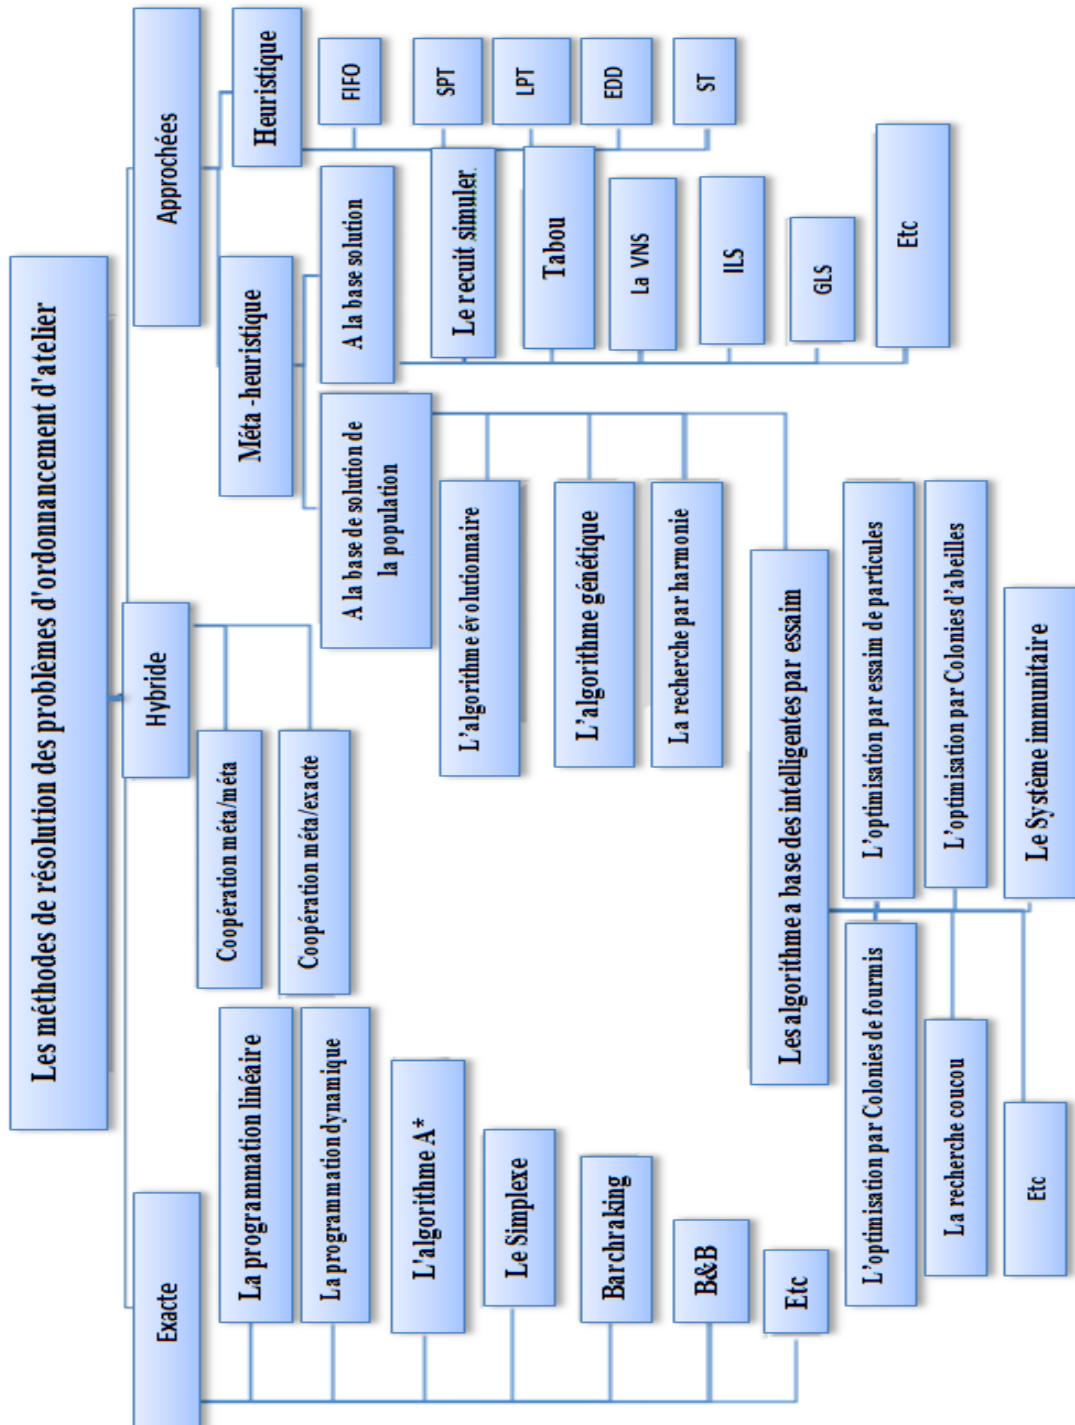 Les méthodes de résolution des problèmes d'ordonnancement d'atelier
Exacte
Hybride
Approchées
La programmation linéaire
La programmation dynamique
L'algorithme A*
Le Simplexe
Barchraking
B&B
Etc
Coopération méta/méta
Coopération méta/exacte
Méta -heuristique
Heuristique
A la base de solution de
la population
A la base solution
FIFO
SPT
LPT
EDD
ST
L'algorithme évolutionnaire
L'algorithme génétique
La recherche par harmonie
Les algorithme a base des intelligentes par essaim
Le recuit simuler.
Tabou
La VNS
ILS
GLS
Etc
L'optimisation par Colonies de fourmis
L'optimisation par essaim de particules
La recherche coucou
L'optimisation par Colonies d'abeilles
Etc
Le Système immunitaire